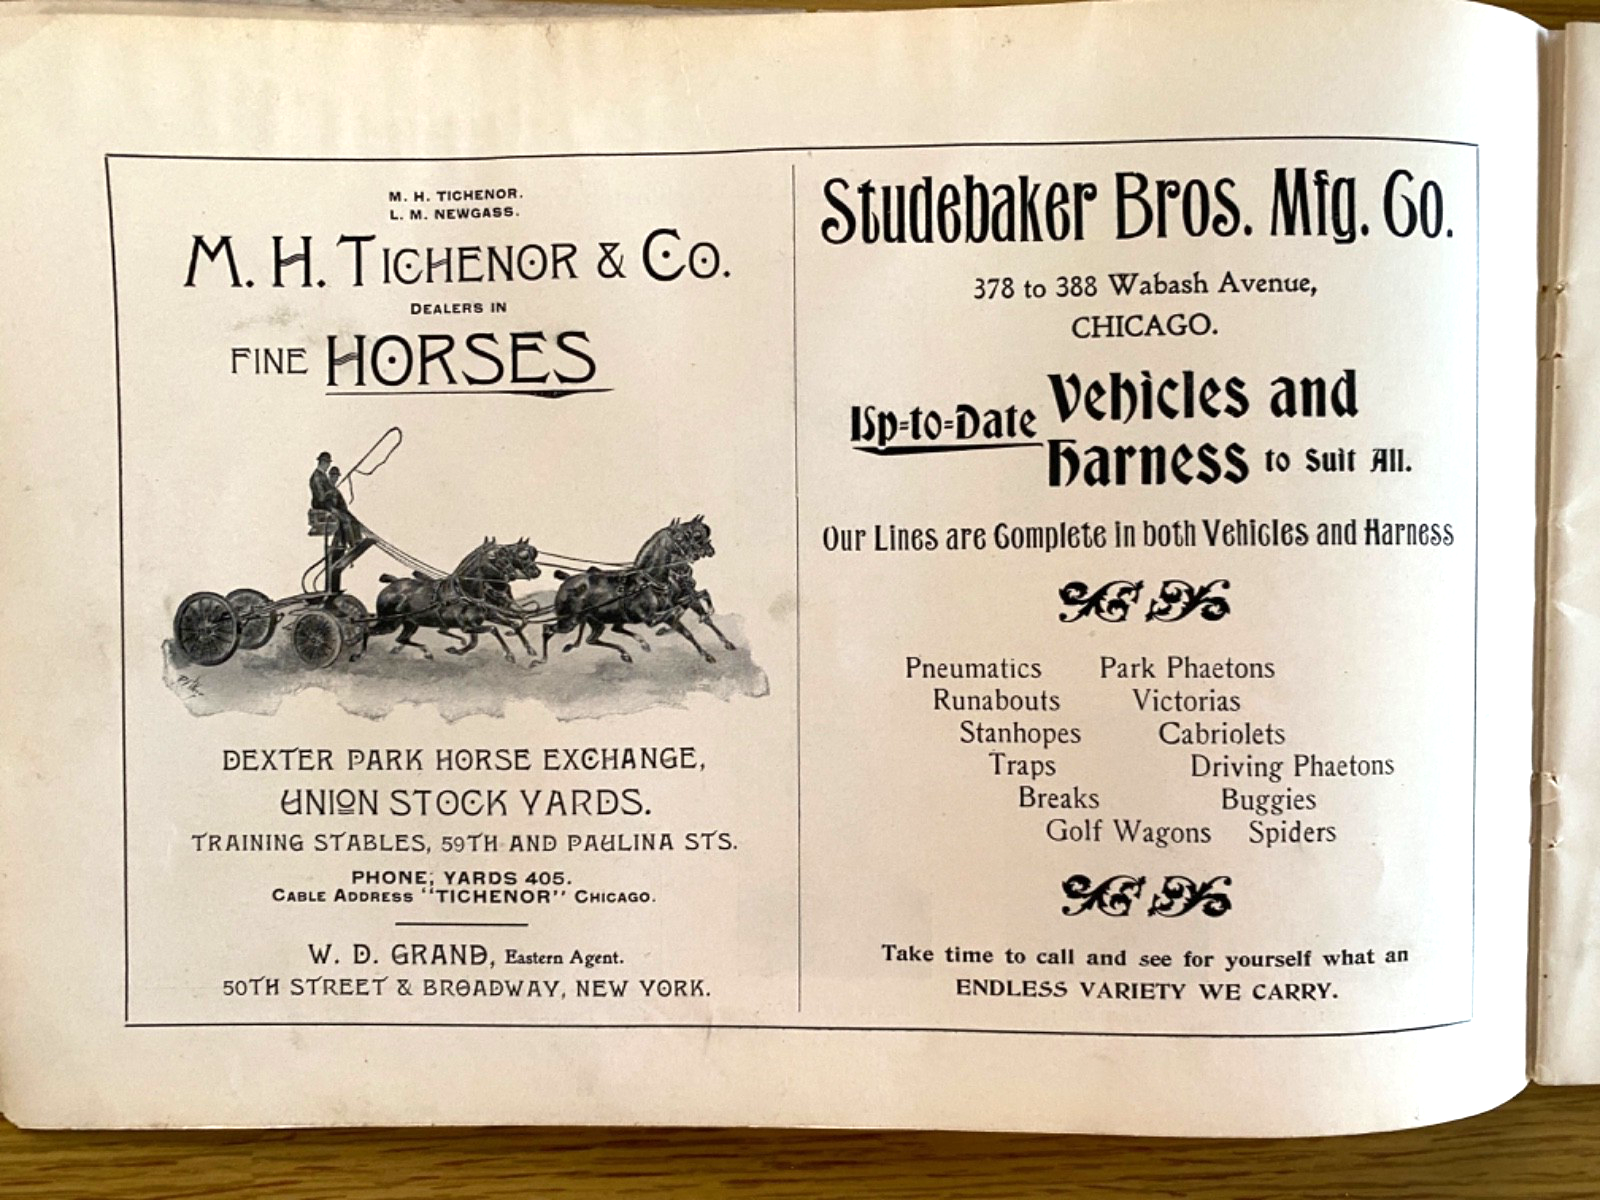 M. H. TICHENOR.
L. M. NEWGASS.
M. H. TICHENOR & CO.
DEALERS IN
FINE HORSES
DEXTER PARK HORSE EXCHANGE,
UNION STOCK YARDS.
TRAINING STABLES, 59TH AND PAULINA STS.
PHONE, YARDS 405.
CABLE ADDRESS "TICHENOR" CHICAGO.
W. D. GRAND, Eastern Agent.
50TH STREET & BROADWAY, NEW YORK.
Studebaker Bros. Mfg. Co.
378 to 388 Wabash Avenue,
CHICAGO.
Up-to-Date Vehicles and
Harness to Suit All.
Our Lines are Complete in both Vehicles and Harness
Pneumatics Park Phaetons
Runabouts Victorias
Stanhopes Cabriolets
Traps Driving Phaetons
Breaks Buggies
Golf Wagons Spiders
Take time to call and see for yourself what an
ENDLESS VARIETY WE CARRY.